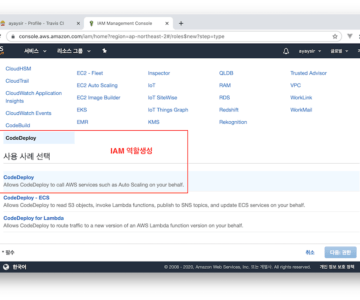 ayaysir - Profile - Travis CI
IAM Management Console
console.aws.amazon.com/iam/home?region=ap-northeast-2#/roles$new?step=type
서비스
리소스 그룹
ayaysir
글로벌
CloudHSM
CloudTrail
CloudWatch Application Insights
CloudWatch Events
CodeBuild
CodeDeploy
EC2 - Fleet
EC2 Auto Scaling
EC2 Image Builder
EKS
EMR
Inspector
IoT
IoT SiteWise
IoT Things Graph
KMS
QLDB
RAM
RDS
Redshift
Rekognition
Trusted Advisor
VPC
WorkLink
WorkMail
IAM 역할생성
사용 사례 선택
CodeDeploy
Allows CodeDeploy to call AWS services such as Auto Scaling on your behalf.
CodeDeploy - ECS
Allows CodeDeploy to read S3 objects, invoke Lambda functions, publish to SNS topics, and update ECS services on your behalf.
CodeDeploy for Lambda
Allows CodeDeploy to route traffic to a new version of an AWS Lambda function version on your behalf.
* 필수
취소
다음: 권한
한국어
© 2008 - 2020, Amazon Web Services, Inc. 또는 계열사. All rights reserved.
개인 정보 보호 정책